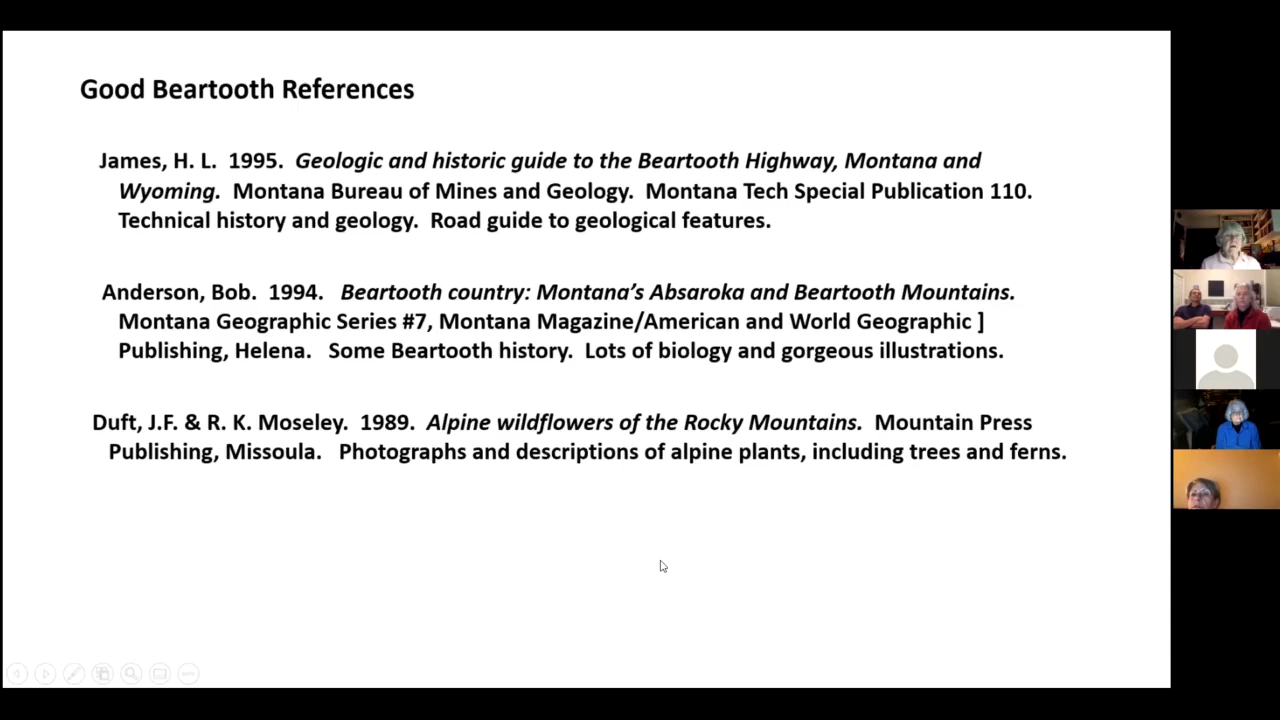 Good Beartooth References
James, H. L. 1995. Geologic and historic guide to the Beartooth Highway, Montana and
Wyoming. Montana Bureau of Mines and Geology. Montana Tech Special Publication 110.
Technical history and geology. Road guide to geological features.
Anderson, Bob. 1994. Beartooth country: Montana’s Absaroka and Beartooth Mountains.
Montana Geographic Series #7, Montana Magazine/American and World Geographic ]
Publishing, Helena. Some Beartooth history. Lots of biology and gorgeous illustrations.
Duft, J.F. & R. K. Moseley. 1989. Alpine wildflowers of the Rocky Mountains. Mountain Press
Publishing, Missoula. Photographs and descriptions of alpine plants, including trees and ferns.